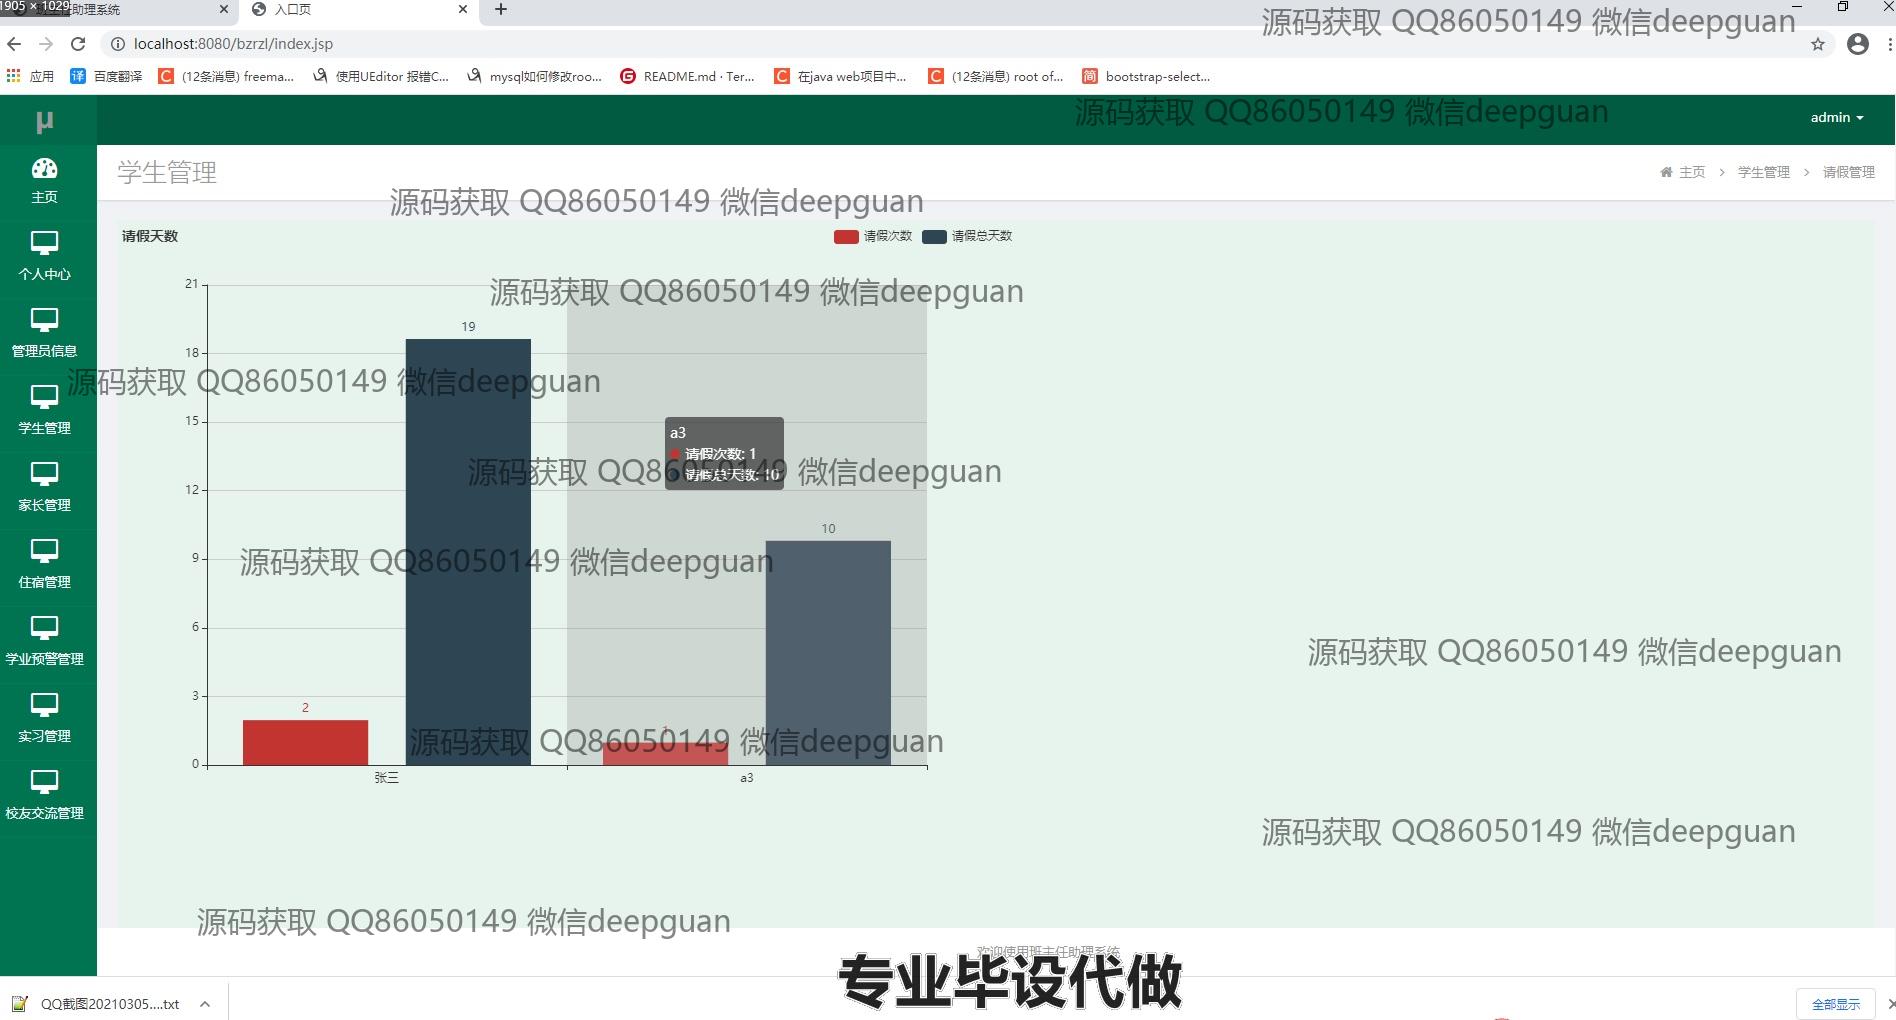 1905 × 1029
班主任助理系统
入口页
源码获取 QQ86050149 微信deepguan
localhost:8080/bzrzl/index.jsp
应用 百度翻译 (12条消息) freema... 使用UEditor 报错C... mysql如何修改roo... README.md · Ter... 在java web项目中... (12条消息) root of... bootstrap-select...
μ
源码获取 QQ86050149 微信deepguan
admin
主页
学生管理
主页 > 学生管理 > 请假管理
源码获取 QQ86050149 微信deepguan
个人中心
请假天数
请假次数 请假总天数
21
源码获取 QQ86050149 微信deepguan
19
管理员信息
18
源码获取 QQ86050149 微信deepguan
学生管理
15
a3
请假次数: 1
请假总天数: 10
源码获取 QQ86050149 微信deepguan
12
家长管理
10
9
源码获取 QQ86050149 微信deepguan
住宿管理
6
源码获取 QQ86050149 微信deepguan
学业预警管理
3
2
1
实习管理
源码获取 QQ86050149 微信deepguan
0
张三
a3
校友交流管理
源码获取 QQ86050149 微信deepguan
源码获取 QQ86050149 微信deepguan
欢迎使用班主任助理系统
专业毕设代做
QQ截图20210305....txt
全部显示